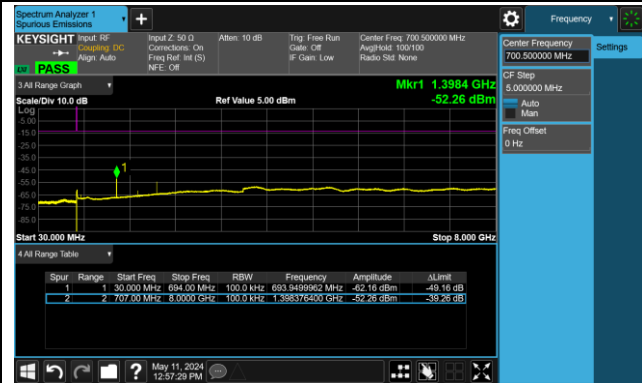 Spectrum Analyzer 1
Spurious Emissions
Frequency
KEYSIGHT
Input: RF
Coupling: DC
Align: Auto
Input Z: 50 Ω
Corrections: On
Freq Ref: Int (S)
NFE: Off
Atten: 10 dB
Trig: Free Run
Gate: Off
IF Gain: Low
Center Freq: 700.500000 MHz
Avg|Hold: 100/100
Radio Std: None
LXI
PASS
Center Frequency
700.500000 MHz
Settings
CF Step
5.000000 MHz
Auto
Man
Freq Offset
0 Hz
3 All Range Graph
Mkr1 1.3984 GHz
Scale/Div 10.0 dB
Ref Value 5.00 dBm
-52.26 dBm
Log
-5.00
-15.0
-25.0
-35.0
-45.0
-55.0
-65.0
-75.0
-85.0
1
Start 30.000 MHz
Stop 8.000 GHz
4 All Range Table
Spur Range Start Freq Stop Freq RBW Frequency Amplitude ΔLimit
1 1 30.000 MHz 694.00 MHz 100.0 kHz 693.9499962 MHz -62.16 dBm -49.16 dB
2 2 707.00 MHz 8.0000 GHz 100.0 kHz 1.398376400 GHz -52.26 dBm -39.26 dB
?
May 11, 2024
12:57:29 PM